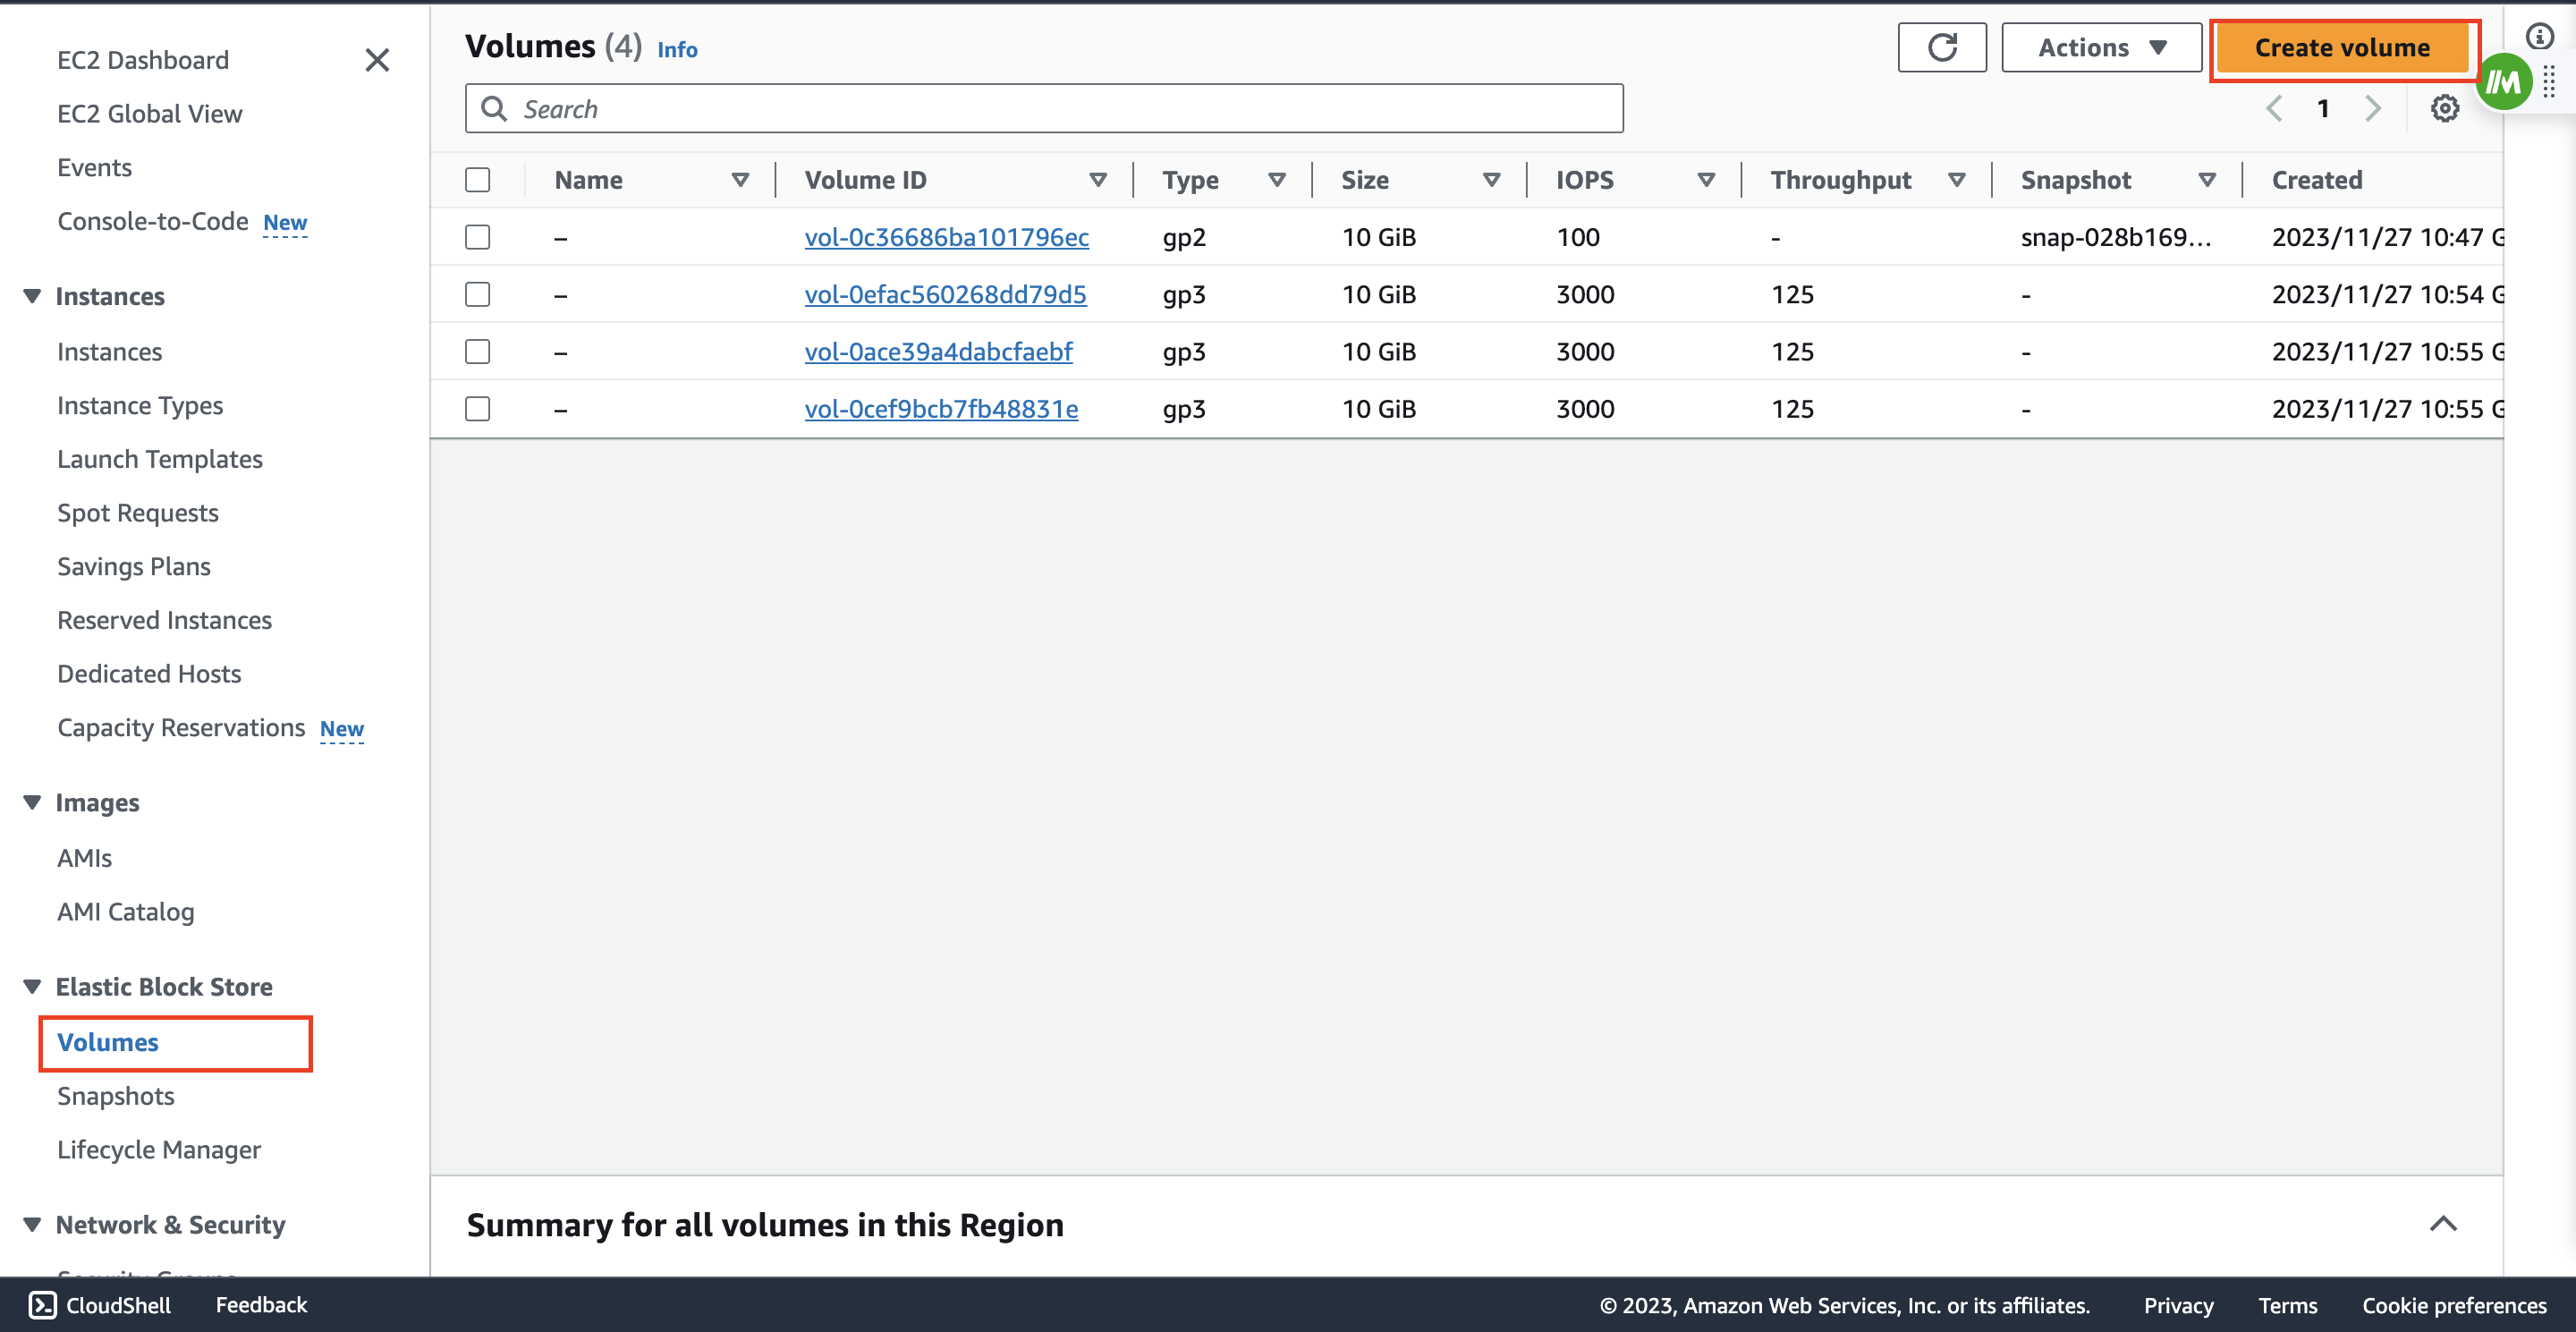 EC2 Dashboard
EC2 Global View
Events
Console-to-Code New
Instances
Instances
Instance Types
Launch Templates
Spot Requests
Savings Plans
Reserved Instances
Dedicated Hosts
Capacity Reservations New
Images
AMIs
AMI Catalog
Elastic Block Store
Volumes
Snapshots
Lifecycle Manager
Network & Security
Volumes (4) Info
Actions
Create volume
Search
1
Name Volume ID Type Size IOPS Throughput Snapshot Created
– vol-0c36686ba101796ec gp2 10 GiB 100 - snap-028b169... 2023/11/27 10:47 G
– vol-0efac560268dd79d5 gp3 10 GiB 3000 125 - 2023/11/27 10:54 G
– vol-0ace39a4dabcfaebf gp3 10 GiB 3000 125 - 2023/11/27 10:55 G
– vol-0cef9bcb7fb48831e gp3 10 GiB 3000 125 - 2023/11/27 10:55 G
Summary for all volumes in this Region
CloudShell Feedback © 2023, Amazon Web Services, Inc. or its affiliates. Privacy Terms Cookie preferences